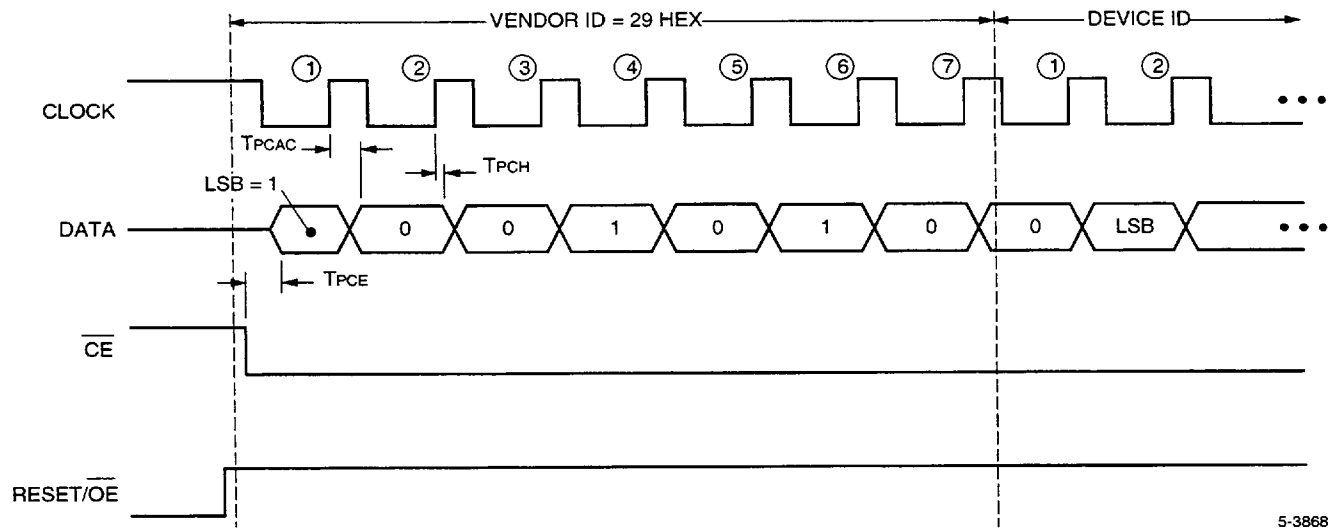 VENDOR ID = 29 HEX
DEVICE ID
1 2 3 4 5 6 7 1 2
CLOCK
•••
TPCAC
TPCH
LSB = 1
DATA
0 0 1 0 1 0 0 LSB
•••
TPCE
CE
RESET/OE
5-3868